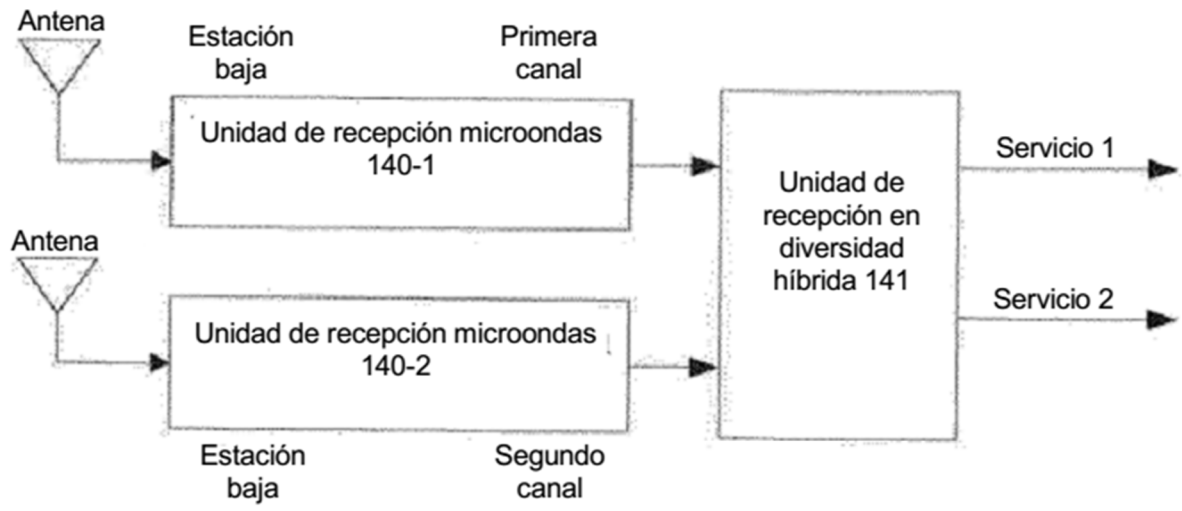 Antena
Estación
baja
Primera
canal
Unidad de recepción microondas
140-1
Servicio 1
Unidad de
recepción en
diversidad
híbrida 141
Antena
Servicio 2
Unidad de recepción microondas
140-2
Estación
baja
Segundo
canal